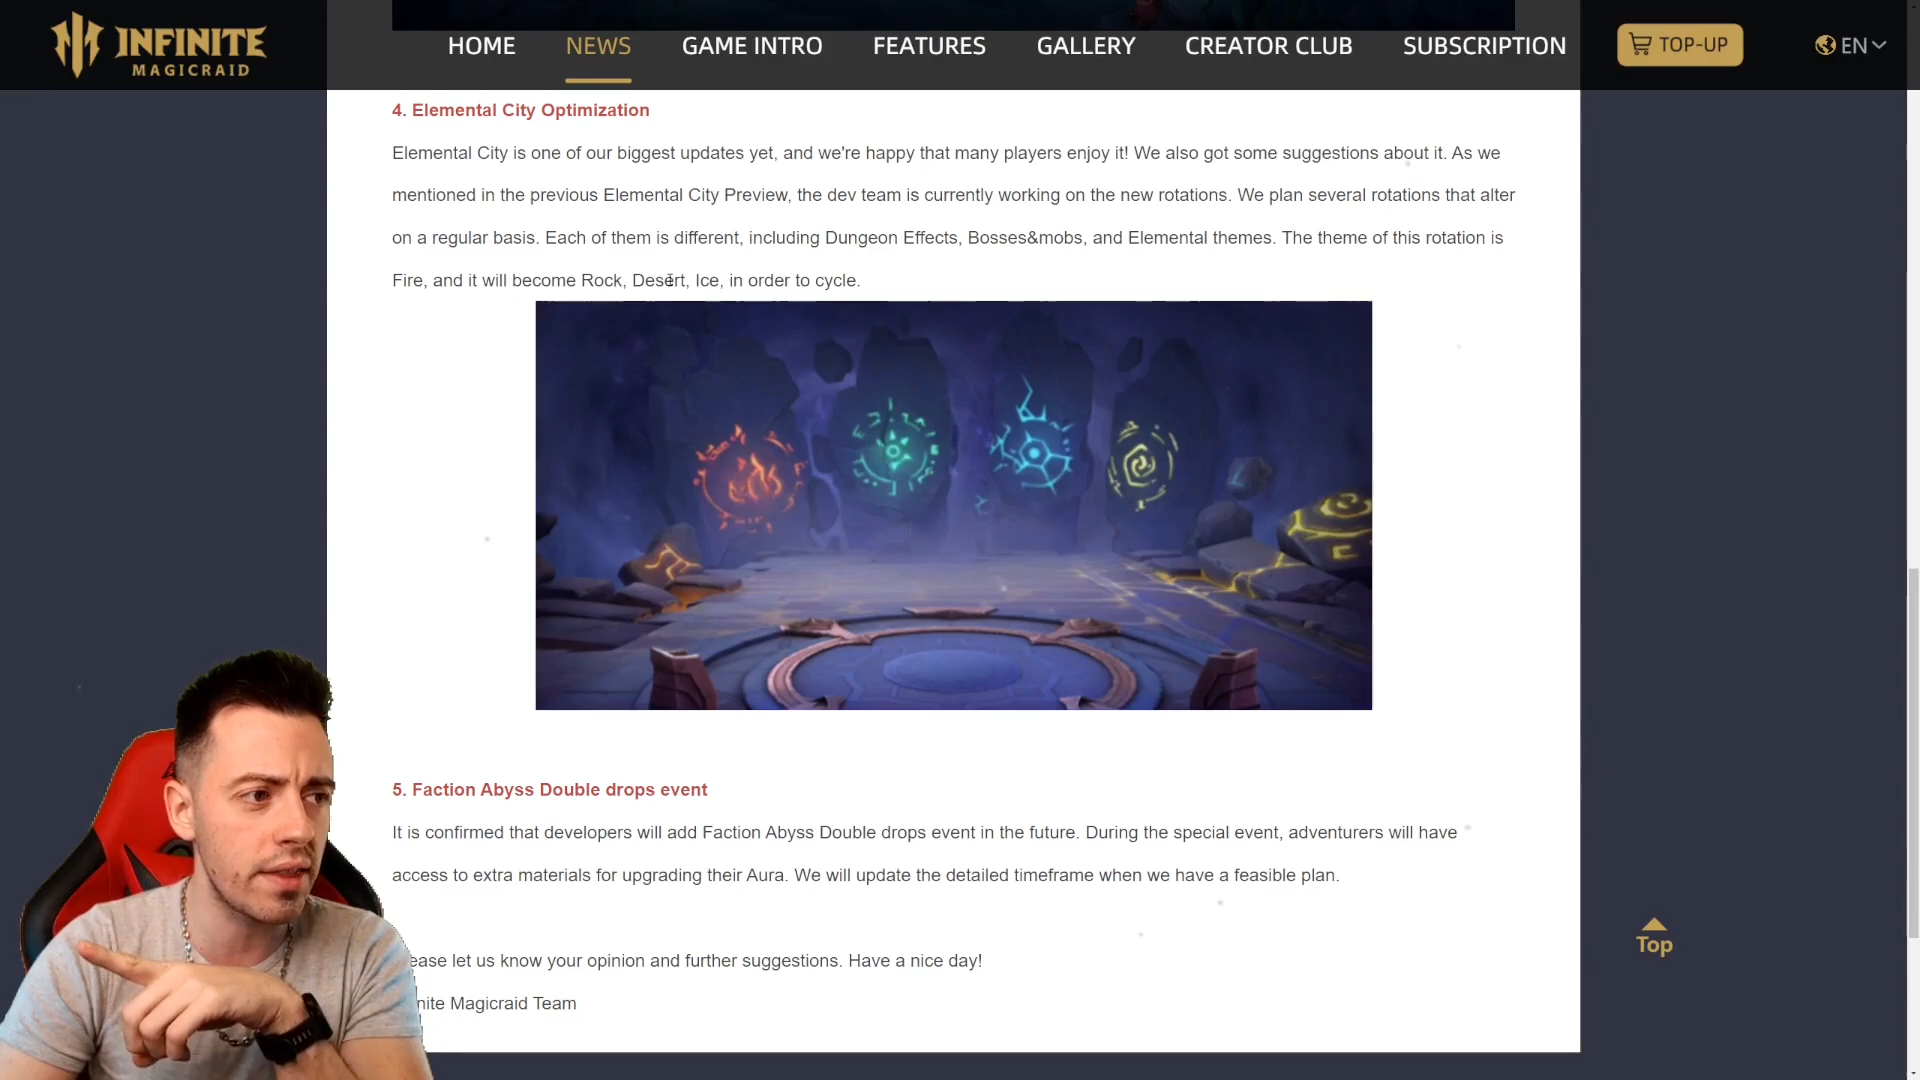 INFINITE
MAGICRAID
HOME NEWS GAME INTRO FEATURES GALLERY CREATOR CLUB SUBSCRIPTION TOP-UP EN
4. Elemental City Optimization
Elemental City is one of our biggest updates yet, and we're happy that many players enjoy it! We also got some suggestions about it. As we
mentioned in the previous Elemental City Preview, the dev team is currently working on the new rotations. We plan several rotations that alter
on a regular basis. Each of them is different, including Dungeon Effects, Bosses&mobs, and Elemental themes. The theme of this rotation is
Fire, and it will become Rock, Desert, Ice, in order to cycle.
5. Faction Abyss Double drops event
It is confirmed that developers will add Faction Abyss Double drops event in the future. During the special event, adventurers will have
access to extra materials for upgrading their Aura. We will update the detailed timeframe when we have a feasible plan.
ease let us know your opinion and further suggestions. Have a nice day!
nite Magicraid Team
Top